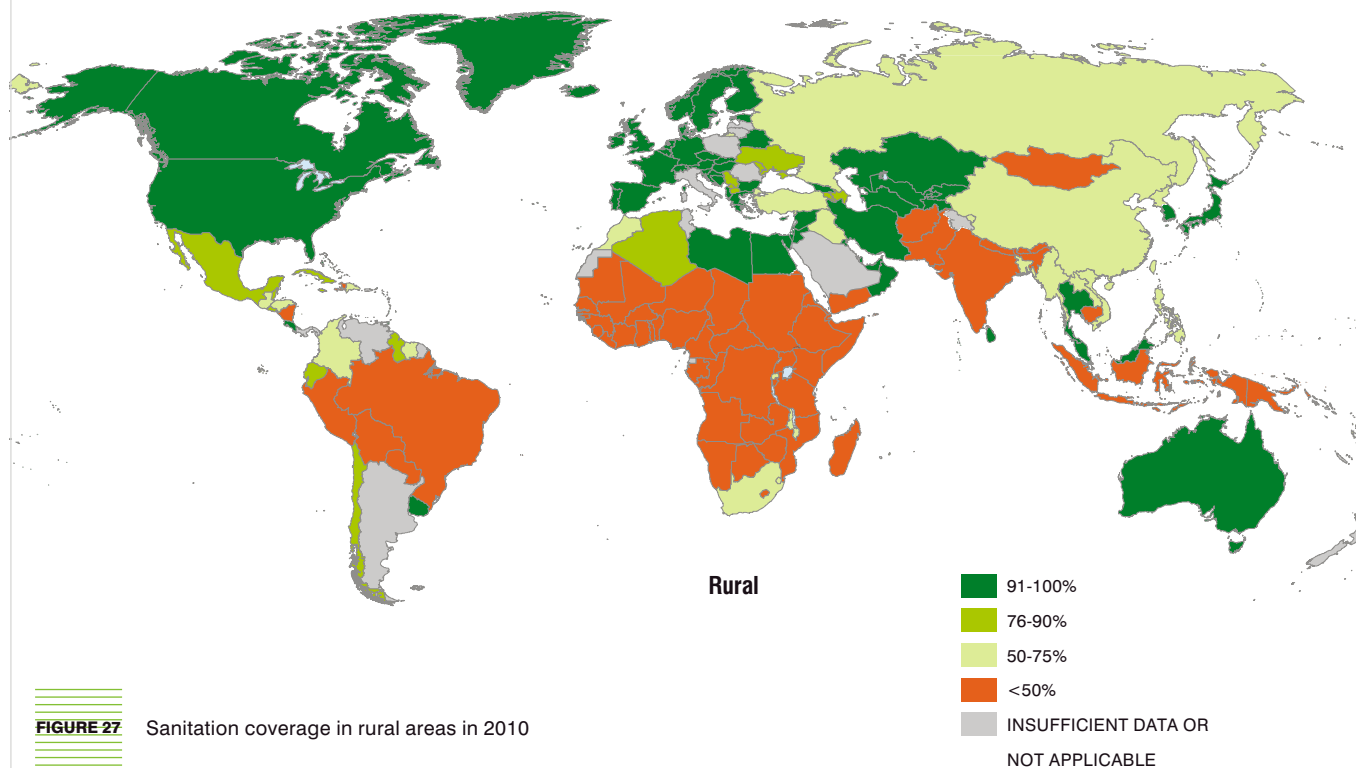 Rural
91-100%
76-90%
50-75%
<50%
INSUFFICIENT DATA OR
NOT APPLICABLE
FIGURE 27 Sanitation coverage in rural areas in 2010